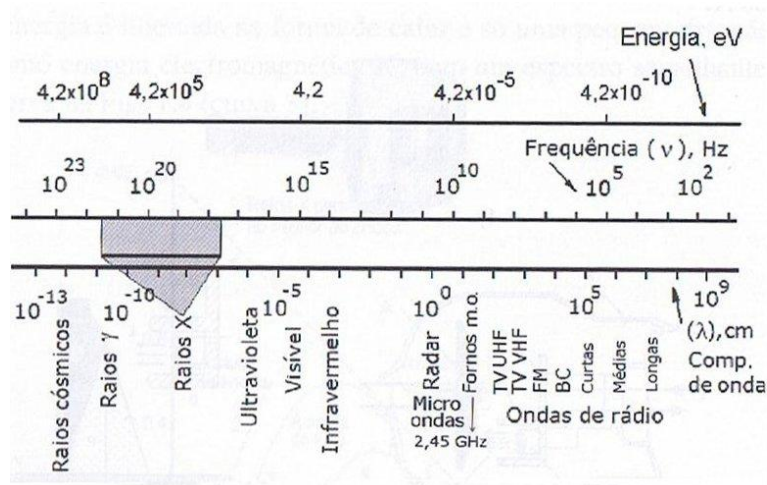 Energia, eV
4,2x10⁸ 4,2x10⁵ 4,2 4,2x10⁻⁵ 4,2x10⁻¹⁰
Frequência (ν), Hz
10²³ 10²⁰ 10¹⁵ 10¹⁰ 10⁵ 10²
10⁻¹³ 10⁻¹⁰ 10⁻⁵ 10⁰ 10⁵ 10⁹
(λ), cm
Comp.
de onda
Raios cósmicos
Raios γ
Raios X
Ultravioleta
Visível
Infravermelho
Radar
Fornos m.o.
TV UHF
TV VHF
FM
BC
Curtas
Médias
Longas
Micro
ondas
2,45 GHz
Ondas de rádio